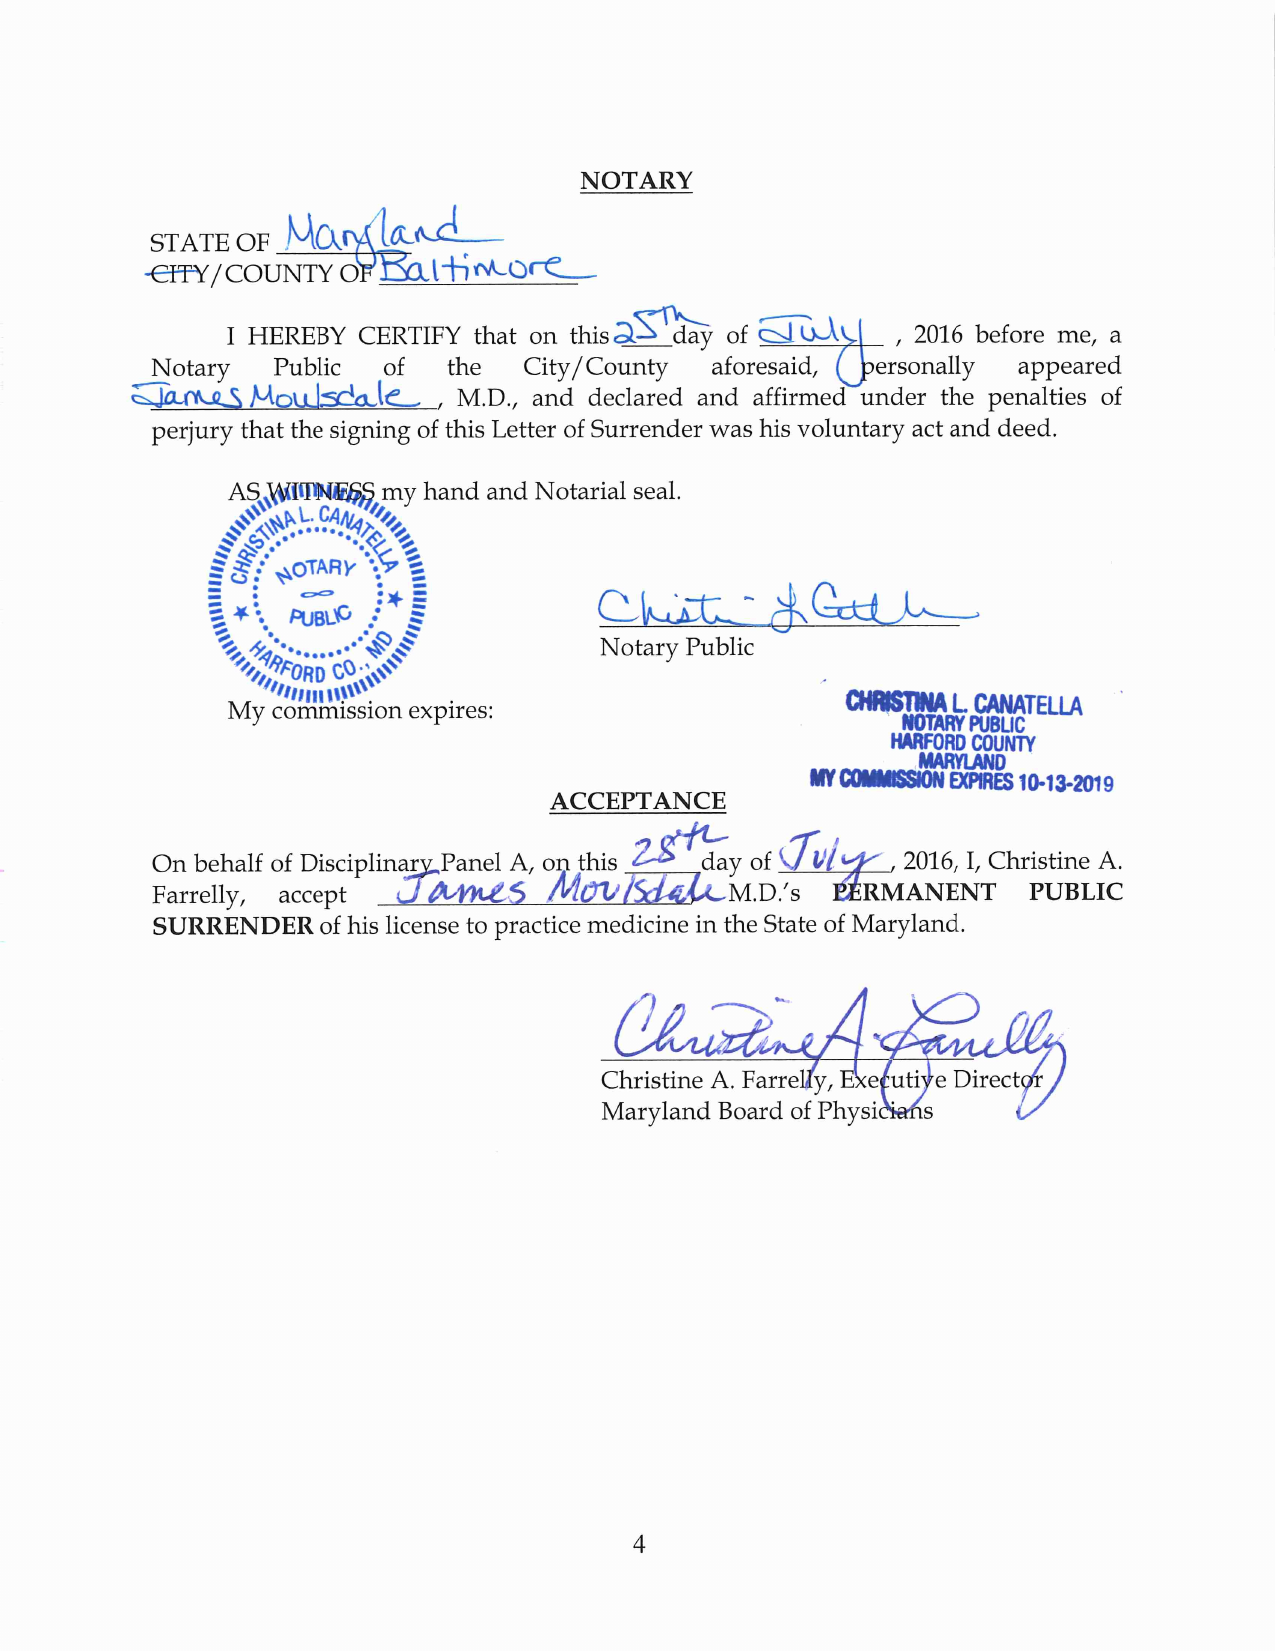 NOTARY
STATE OF Maryland
CITY/COUNTY OF Baltimore
I HEREBY CERTIFY that on this 25th day of July, 2016 before me, a
Notary Public of the City/County aforesaid, personally appeared
James Moulsdale, M.D., and declared and affirmed under the penalties of
perjury that the signing of this Letter of Surrender was his voluntary act and deed.
AS WITNESS my hand and Notarial seal.
CHRISTINA L. CANATELLA
NOTARY
PUBLIC
HARFORD CO., MD
Christi L Cat
Notary Public
My commission expires:
CHRISTINA L. CANATELLA
NOTARY PUBLIC
HARFORD COUNTY
MARYLAND
MY COMMISSION EXPIRES 10-13-2019
ACCEPTANCE
On behalf of Disciplinary Panel A, on this 28th day of July, 2016, I, Christine A.
Farrelly, accept James Moulsdale, M.D.'s PERMANENT PUBLIC
SURRENDER of his license to practice medicine in the State of Maryland.
Christine A. Farrelly
Christine A. Farrelly, Executive Director
Maryland Board of Physicians
4